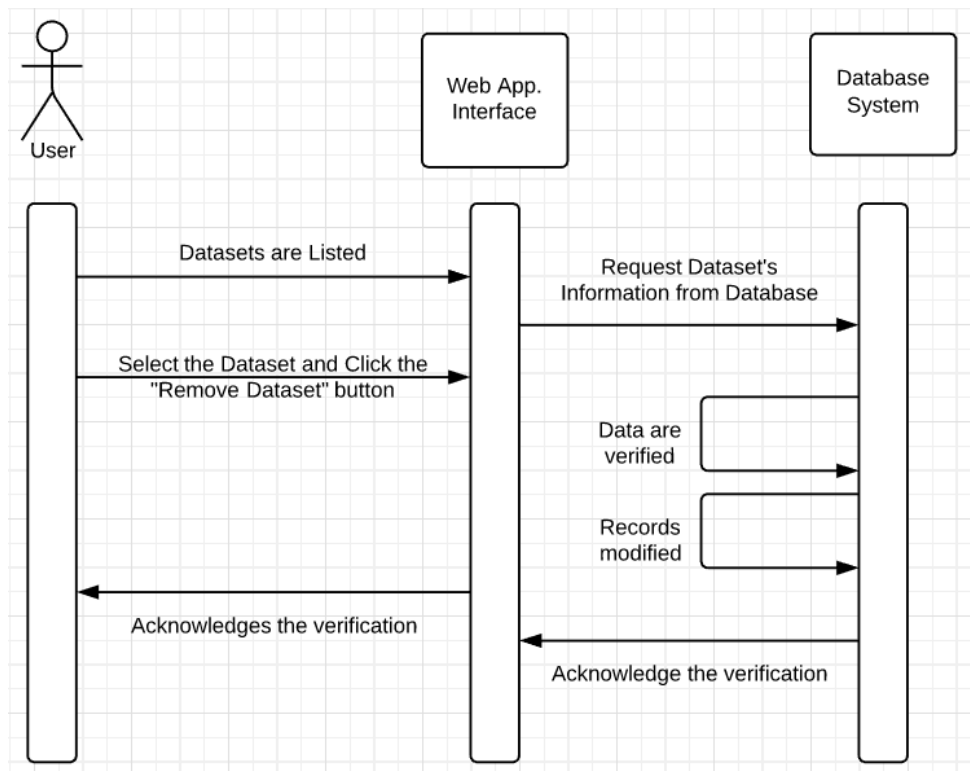 User
Web App.
Interface
Database
System
Datasets are Listed
Request Dataset's
Information from Database
Select the Dataset and Click the
"Remove Dataset" button
Data are
verified
Records
modified
Acknowledges the verification
Acknowledge the verification